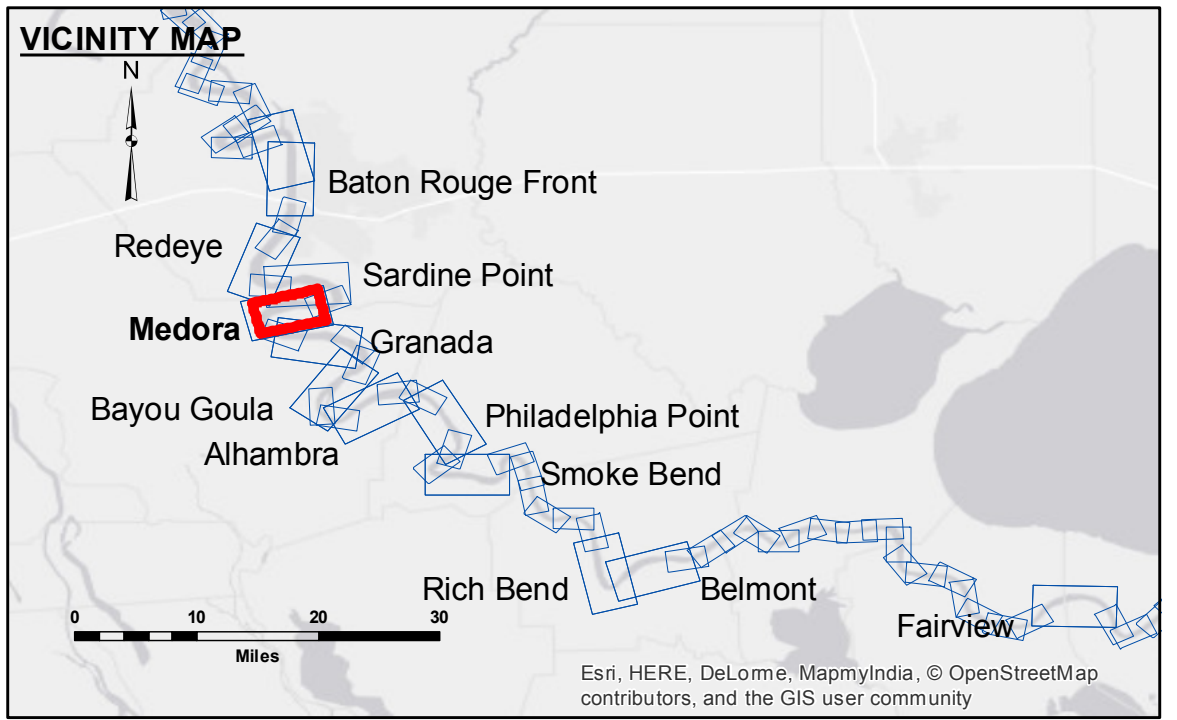 VICINITY MAP
N
Baton Rouge Front
Redeye
Sardine Point
Medora
Granada
Bayou Goula
Philadelphia Point
Alhambra
Smoke Bend
Rich Bend
Belmont
Fairview
0 10 20 30
Miles
Esri, HERE, DeLorme, MapmyIndia, © OpenStreetMap
contributors, and the GIS user community